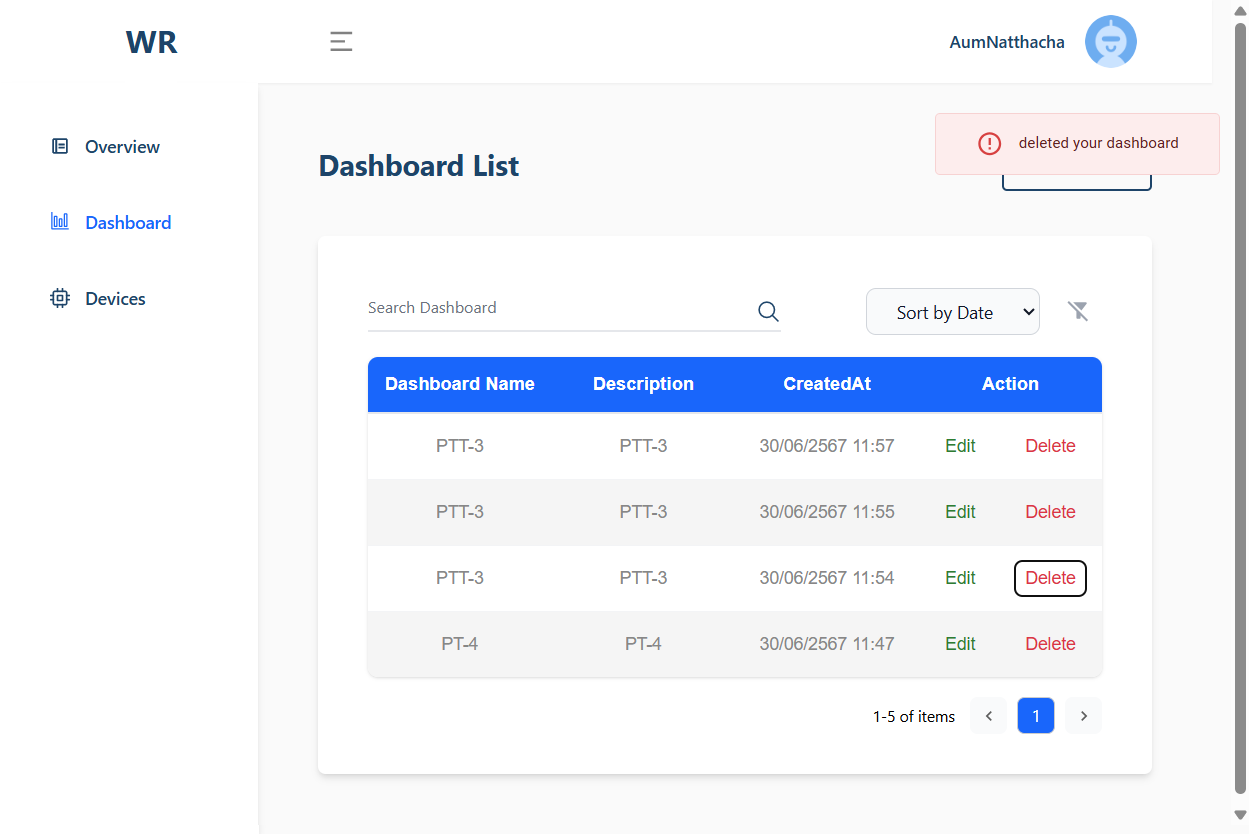 WR
AumNatthacha
Overview
Dashboard
Devices
deleted your dashboard
Dashboard List
Search Dashboard
Sort by Date
Dashboard Name Description CreatedAt Action
PTT-3 PTT-3 30/06/2567 11:57 Edit Delete
PTT-3 PTT-3 30/06/2567 11:55 Edit Delete
PTT-3 PTT-3 30/06/2567 11:54 Edit Delete
PT-4 PT-4 30/06/2567 11:47 Edit Delete
1-5 of items 1